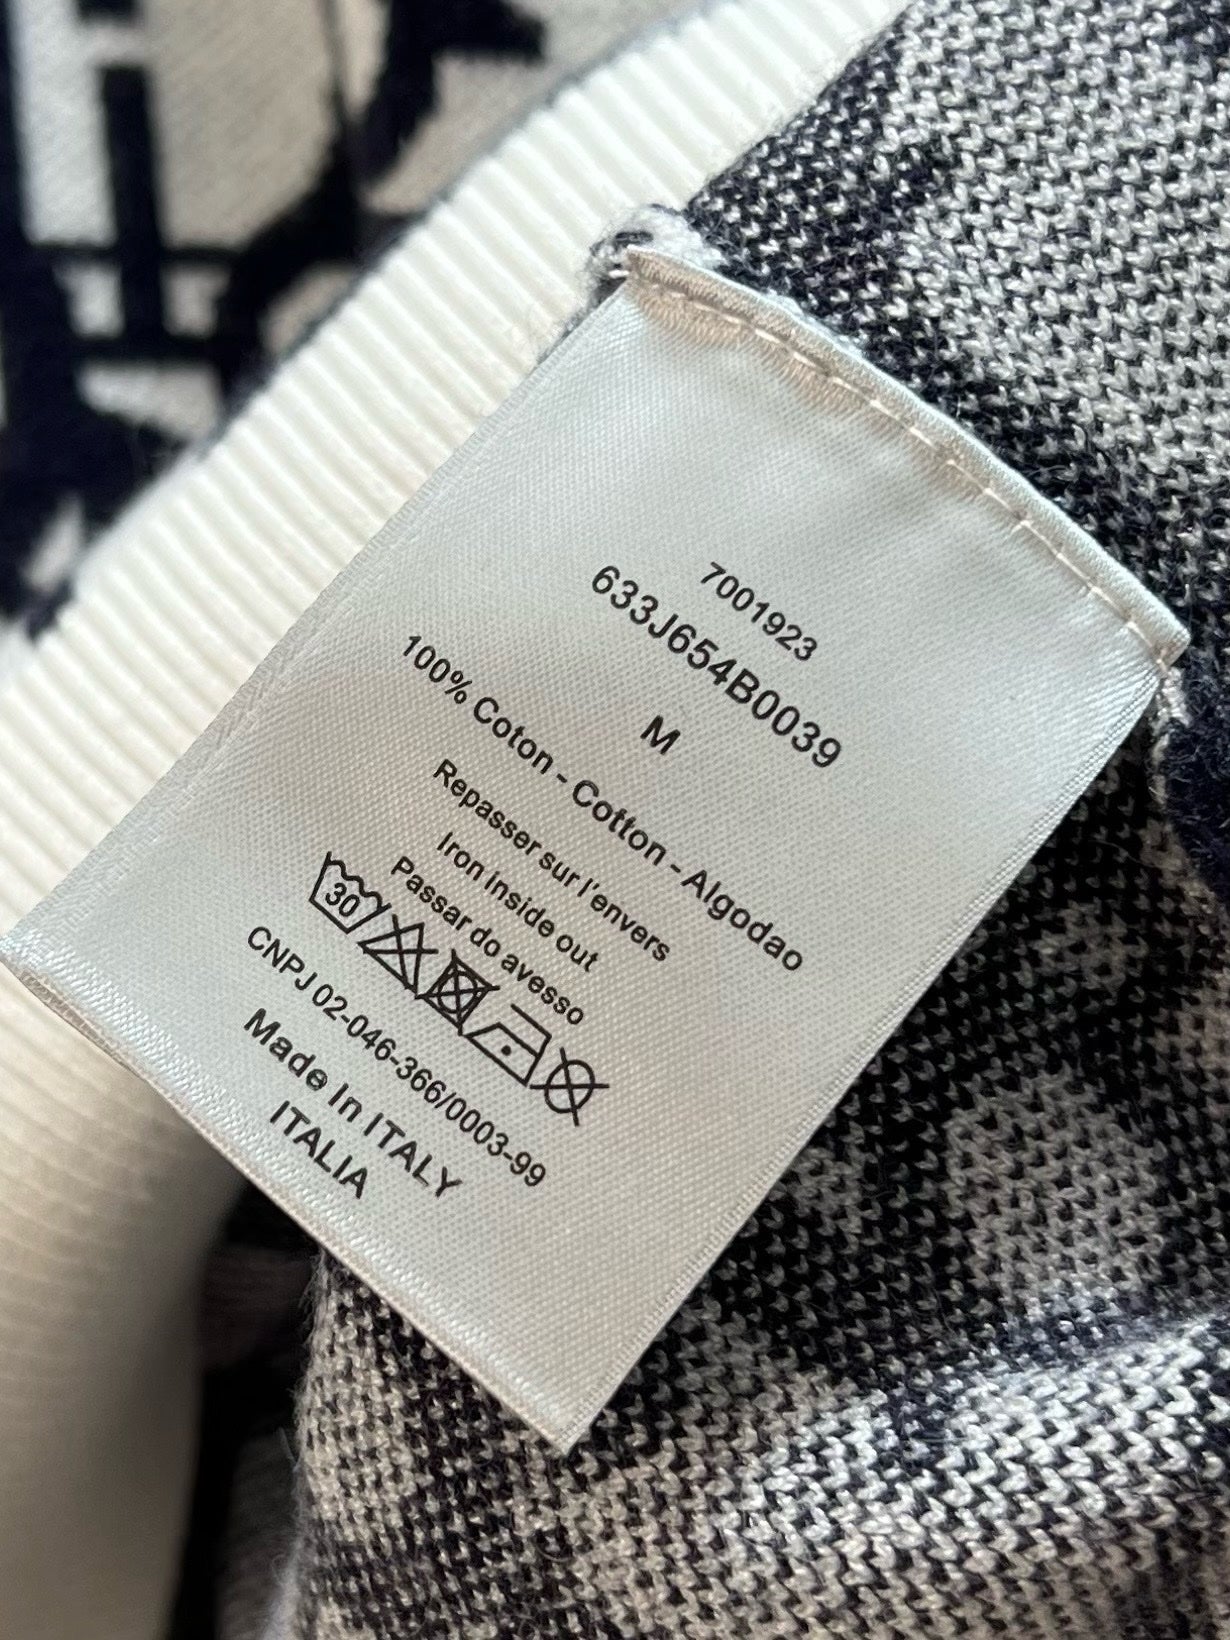 7001923
633J654B0039
M
100% Coton - Cotton - Algodao
Repasser sur l'envers
Iron inside out
Passar do avesso
30
CNPJ 02-046-366/0003-99
Made In ITALY
ITALIA